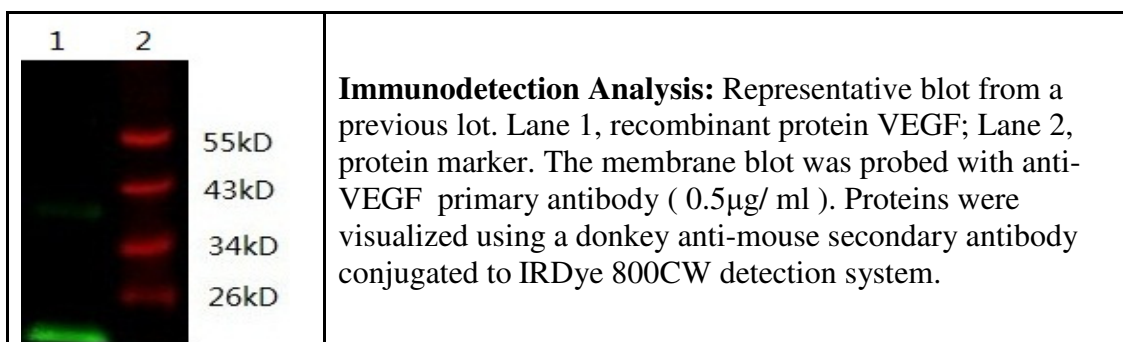 1 2
55kD
43kD
34kD
26kD
Immunodetection Analysis: Representative blot from a
previous lot. Lane 1, recombinant protein VEGF; Lane 2,
protein marker. The membrane blot was probed with anti-
VEGF primary antibody ( 0.5µg/ ml ). Proteins were
visualized using a donkey anti-mouse secondary antibody
conjugated to IRDye 800CW detection system.